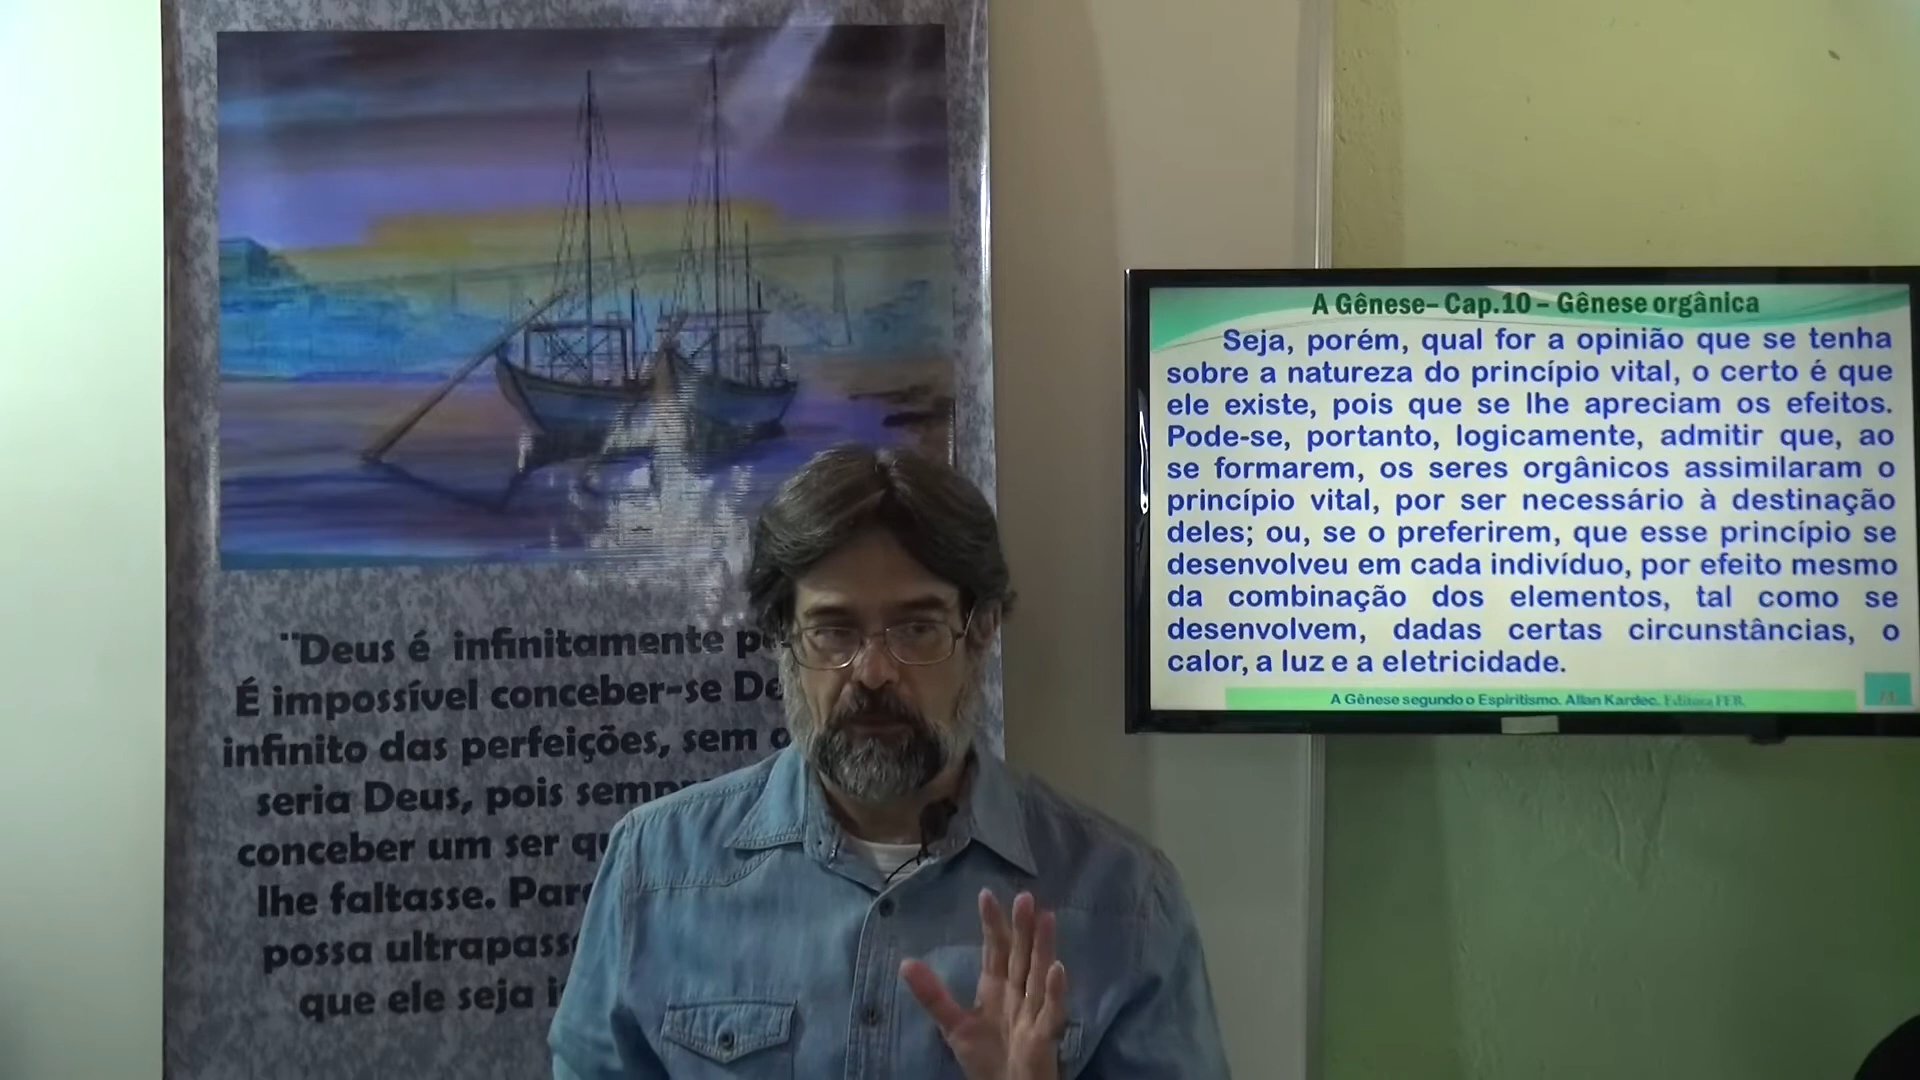 ¨Deus é infinitamente
É impossível conceber-se
infinito das perfeições, sem
seria Deus, pois
conceber um ser
lhe faltasse.
possa
que ele seja
A Gênese– Cap.10 – Gênese orgânica
Seja, porém, qual for a opinião que se tenha
sobre a natureza do princípio vital, o certo é que
ele existe, pois que se lhe apreciam os efeitos.
Pode-se, portanto, logicamente, admitir que, ao
se formarem, os seres orgânicos assimilaram o
princípio vital, por ser necessário à destinação
deles; ou, se o preferirem, que esse princípio se
desenvolveu em cada indivíduo, por efeito mesmo
da combinação dos elementos, tal como se
desenvolvem, dadas certas circunstâncias, o
calor, a luz e a eletricidade.
A Gênese segundo o Espiritismo. Allan Kardec. Editora FEB.